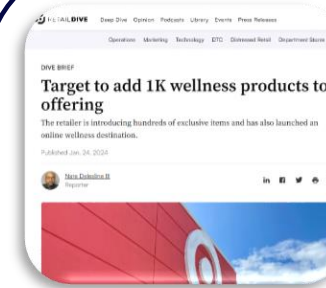 RETAILDIVE Deep Dive Opinion Podcasts Library Events Press Releases
Operations Marketing Technology DTC Distressed Retail Department Stores
DIVE BRIEF
Target to add 1K wellness products to
offering
The retailer is introducing hundreds of exclusive items and has also launched an
online wellness destination.
Published Jan. 24, 2024
Reporter